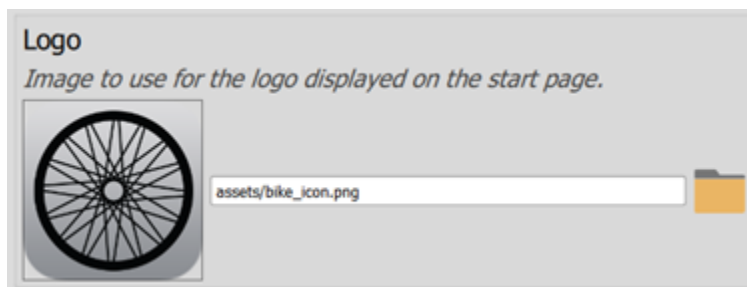 Logo
Image to use for the logo displayed on the start page.
assets/bike_icon.png